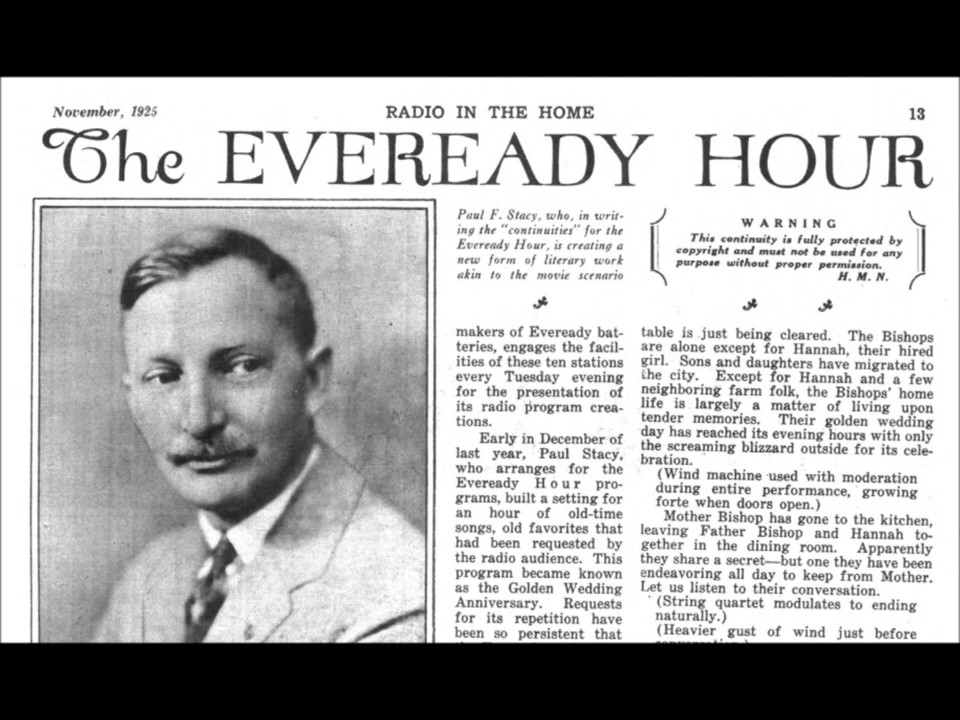 November, 1925
RADIO IN THE HOME
13
The EVEREADY HOUR
Paul F. Stacy, who, in writ-
ing the "continuities" for the
Eveready Hour, is creating a
new form of literary work
akin to the movie scenario
WARNING
This continuity is fully protected by
copyright and must not be used for any
purpose without proper permission.
H. M. N.
makers of Eveready bat-
teries, engages the facil-
ities of these ten stations
every Tuesday evening
for the presentation of
its radio program crea-
tions.
Early in December of
last year, Paul Stacy,
who arranges for the
Eveready Hour pro-
grams, built a setting for
an hour of old-time
songs, old favorites that
had been requested by
the radio audience. This
program became known
as the Golden Wedding
Anniversary. Requests
for its repetition have
been so persistent that
table is just being cleared. The Bishops
are alone except for Hannah, their hired
girl. Sons and daughters have migrated to
the city. Except for Hannah and a few
neighboring farm folk, the Bishops' home
life is largely a matter of living upon
tender memories. Their golden wedding
day has reached its evening hours with only
the screaming blizzard outside for its cele-
bration.
(Wind machine used with moderation
during entire performance, growing
forte when doors open.)
Mother Bishop has gone to the kitchen,
leaving Father Bishop and Hannah to-
gether in the dining room. Apparently
they share a secret—but one they have been
endeavoring all day to keep from Mother.
Let us listen to their conversation.
(String quartet modulates to ending
naturally.)
(Heavier gust of wind just before